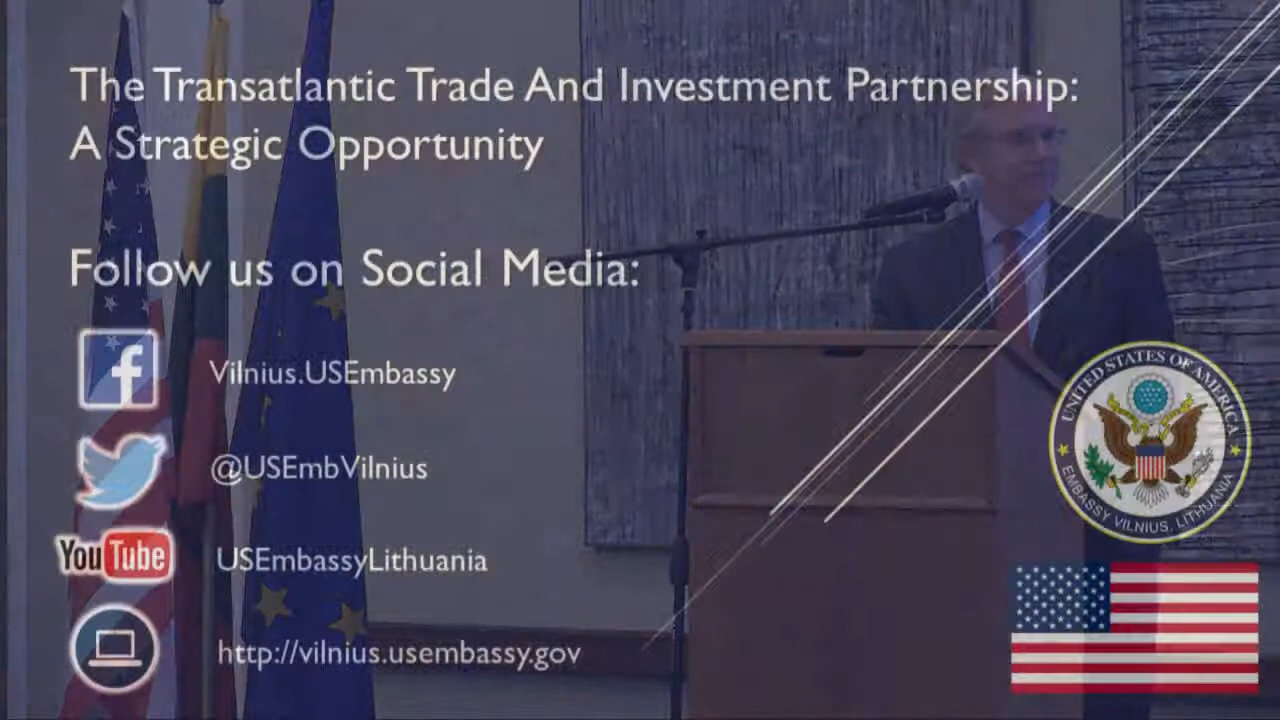 The Transatlantic Trade And Investment Partnership:
A Strategic Opportunity
Follow us on Social Media:
f
Vilnius.USEmbassy
@USEmbVilnius
YouTube
USEmbassyLithuania
http://vilnius.usembassy.gov
UNITED STATES OF AMERICA
EMBASSY VILNIUS, LITHUANIA